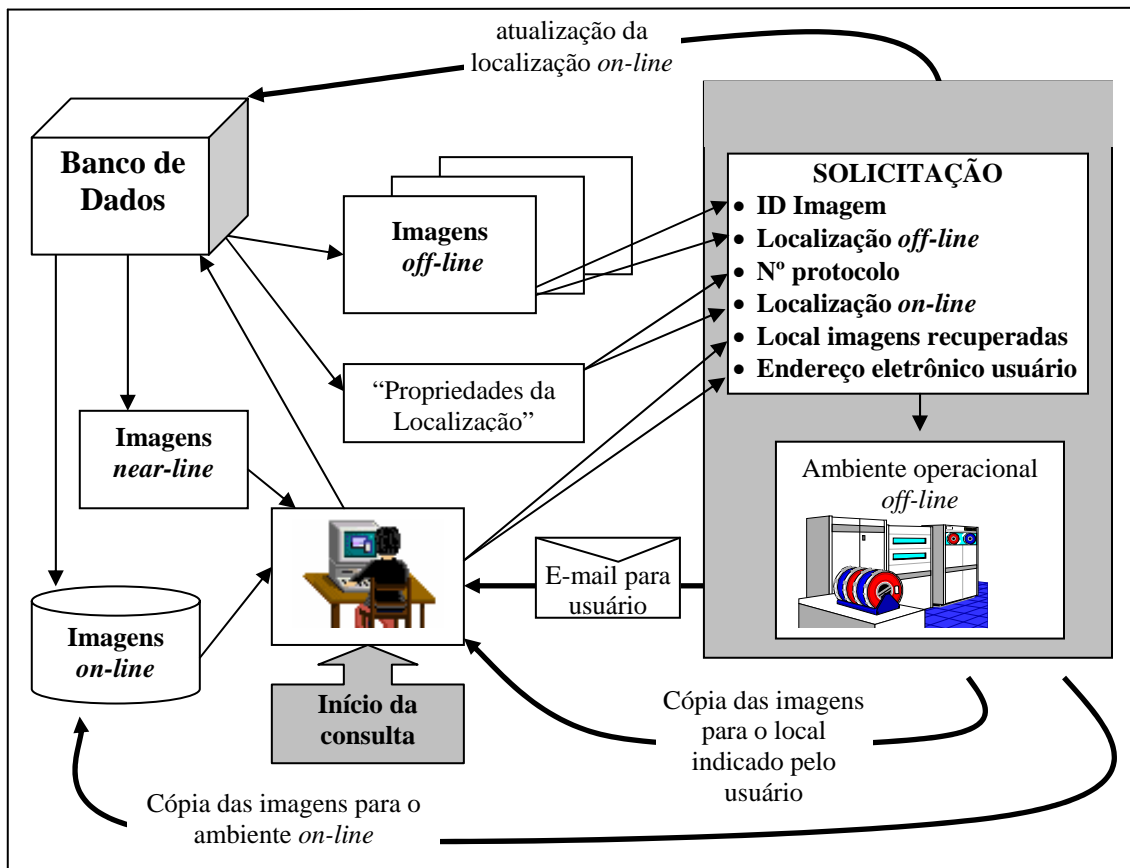 atualização da
localização on-line
Banco de
Dados
Imagens
off-line
SOLICITAÇÃO
• ID Imagem
• Localização off-line
• Nº protocolo
• Localização on-line
• Local imagens recuperadas
• Endereço eletrônico usuário
“Propriedades da
Localização”
Imagens
near-line
Ambiente operacional
off-line
E-mail para
usuário
Imagens
on-line
Início da
consulta
Cópia das imagens
para o local
indicado pelo
usuário
Cópia das imagens para o
ambiente on-line